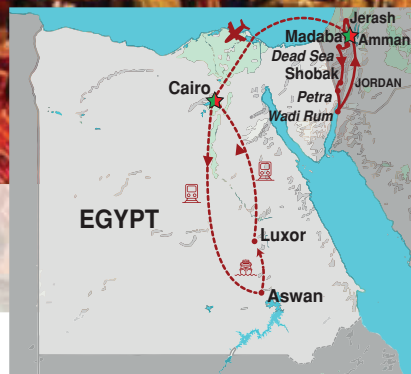 Jerash
Madaba
Amman
Dead Sea
Shobak
JORDAN
Petra
Wadi Rum
Cairo
EGYPT
Luxor
Aswan